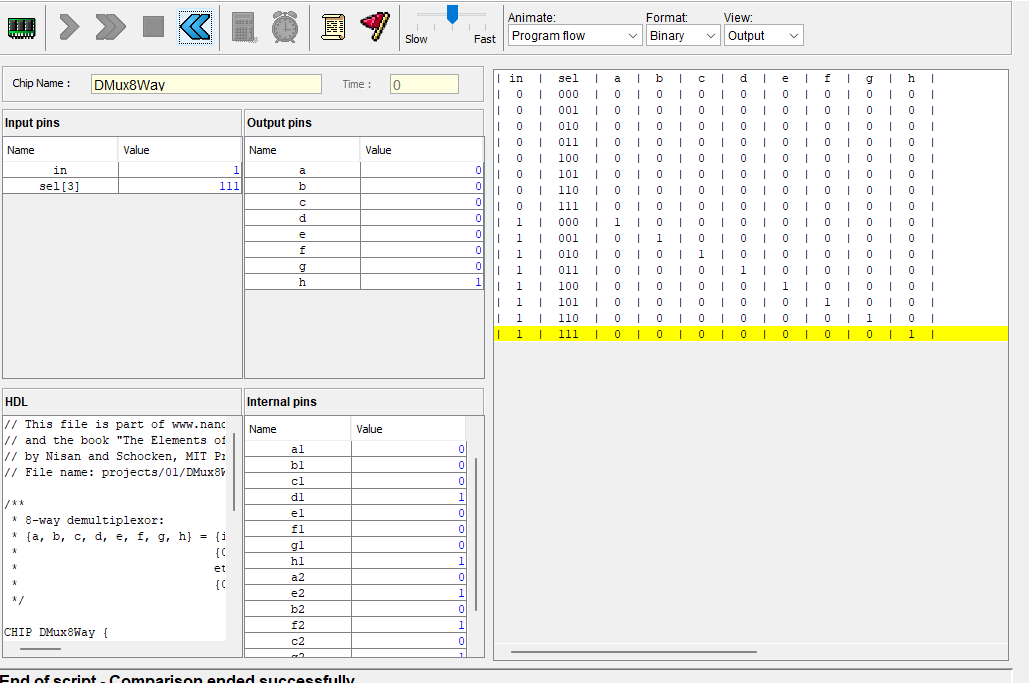 Slow Fast
Animate: Format: View:
Program flow Binary Output
Chip Name : DMux8Way Time : 0
Input pins
Name Value
in 1
sel[3] 111
Output pins
Name Value
a 0
b 0
c 0
d 0
e 0
f 0
g 0
h 1
HDL
// This file is part of www.nand
// and the book "The Elements of
// by Nisan and Schocken, MIT Pr
// File name: projects/01/DMux8W
/**
* 8-way demultiplexor:
* {a, b, c, d, e, f, g, h} = {i
* {0
* et
* {0
*/
CHIP DMux8Way {
Internal pins
Name Value
a1 0
b1 0
c1 0
d1 1
e1 0
f1 0
g1 0
h1 1
a2 0
e2 1
b2 0
f2 1
c2 0
g2 1
| in | sel | a | b | c | d | e | f | g | h |
| 0 | 000 | 0 | 0 | 0 | 0 | 0 | 0 | 0 | 0 |
| 0 | 001 | 0 | 0 | 0 | 0 | 0 | 0 | 0 | 0 |
| 0 | 010 | 0 | 0 | 0 | 0 | 0 | 0 | 0 | 0 |
| 0 | 011 | 0 | 0 | 0 | 0 | 0 | 0 | 0 | 0 |
| 0 | 100 | 0 | 0 | 0 | 0 | 0 | 0 | 0 | 0 |
| 0 | 101 | 0 | 0 | 0 | 0 | 0 | 0 | 0 | 0 |
| 0 | 110 | 0 | 0 | 0 | 0 | 0 | 0 | 0 | 0 |
| 0 | 111 | 0 | 0 | 0 | 0 | 0 | 0 | 0 | 0 |
| 1 | 000 | 1 | 0 | 0 | 0 | 0 | 0 | 0 | 0 |
| 1 | 001 | 0 | 1 | 0 | 0 | 0 | 0 | 0 | 0 |
| 1 | 010 | 0 | 0 | 1 | 0 | 0 | 0 | 0 | 0 |
| 1 | 011 | 0 | 0 | 0 | 1 | 0 | 0 | 0 | 0 |
| 1 | 100 | 0 | 0 | 0 | 0 | 1 | 0 | 0 | 0 |
| 1 | 101 | 0 | 0 | 0 | 0 | 0 | 1 | 0 | 0 |
| 1 | 110 | 0 | 0 | 0 | 0 | 0 | 0 | 1 | 0 |
| 1 | 111 | 0 | 0 | 0 | 0 | 0 | 0 | 0 | 1 |
End of script - Comparison ended successfully